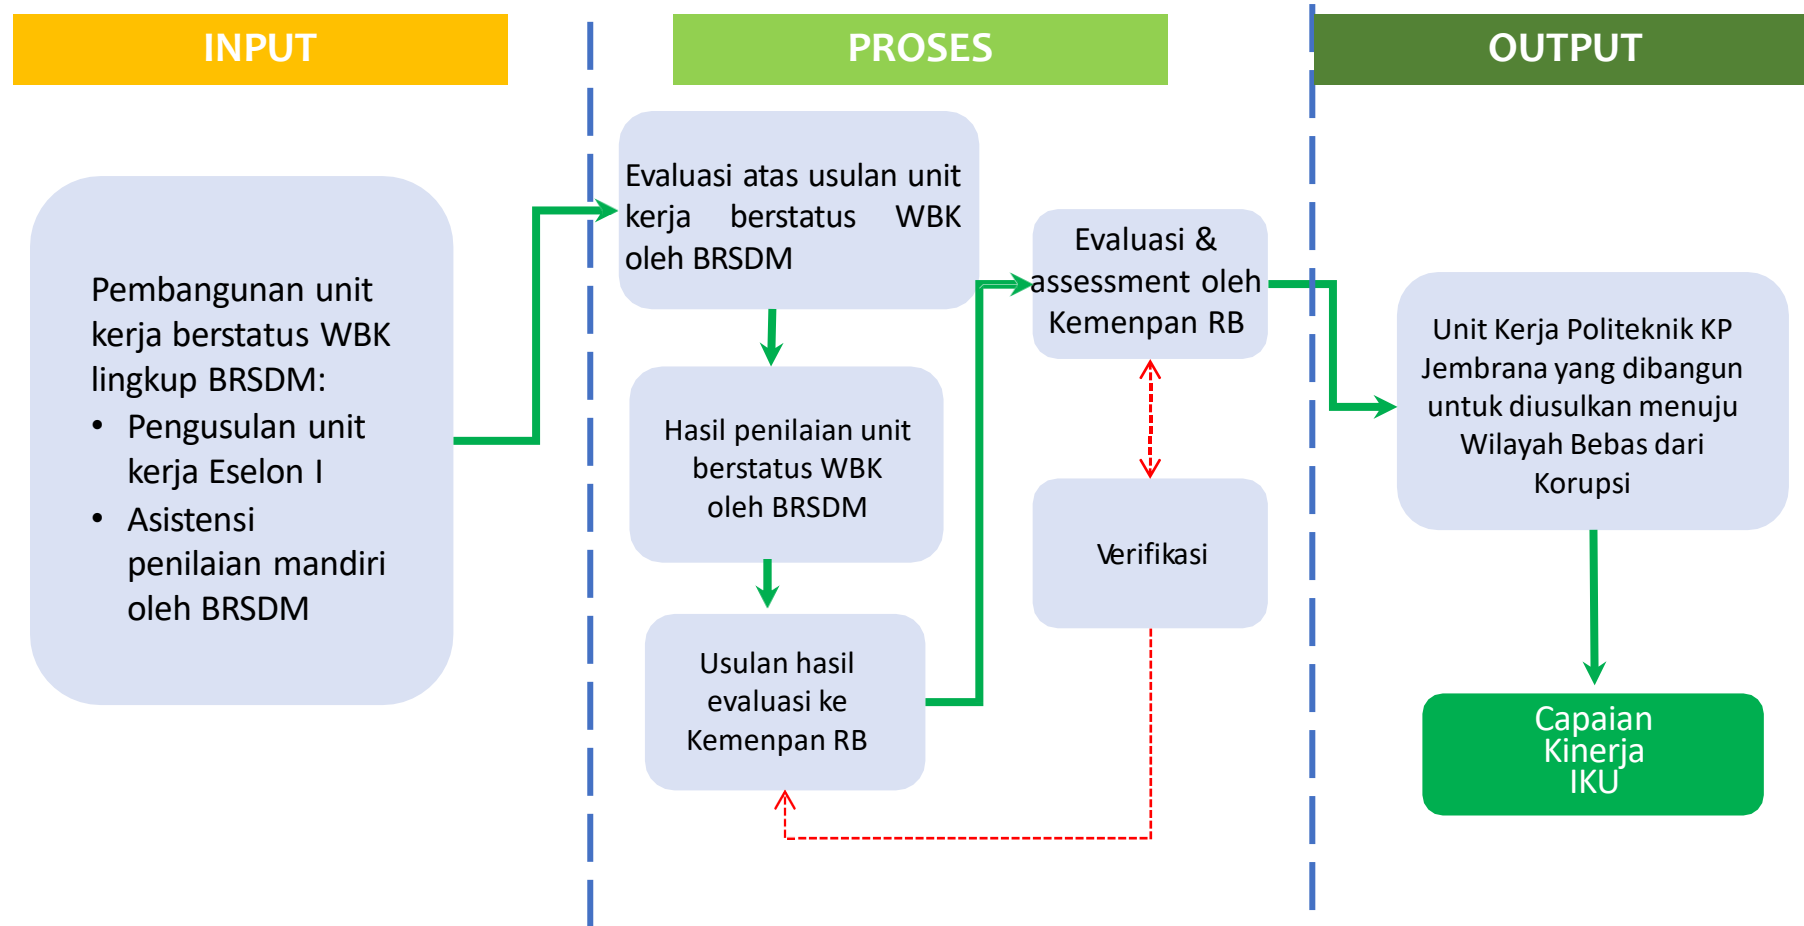 INPUT
PROSES
OUTPUT
Pembangunan unit
kerja berstatus WBK
lingkup BRSDM:
• Pengusulan unit
kerja Eselon I
• Asistensi
penilaian mandiri
oleh BRSDM
Evaluasi atas usulan unit
kerja berstatus WBK
oleh BRSDM
Hasil penilaian unit
berstatus WBK
oleh BRSDM
Usulan hasil
evaluasi ke
Kemenpan RB
Evaluasi &
assessment oleh
Kemenpan RB
Verifikasi
Unit Kerja Politeknik KP
Jembrana yang dibangun
untuk diusulkan menuju
Wilayah Bebas dari
Korupsi
Capaian
Kinerja
IKU